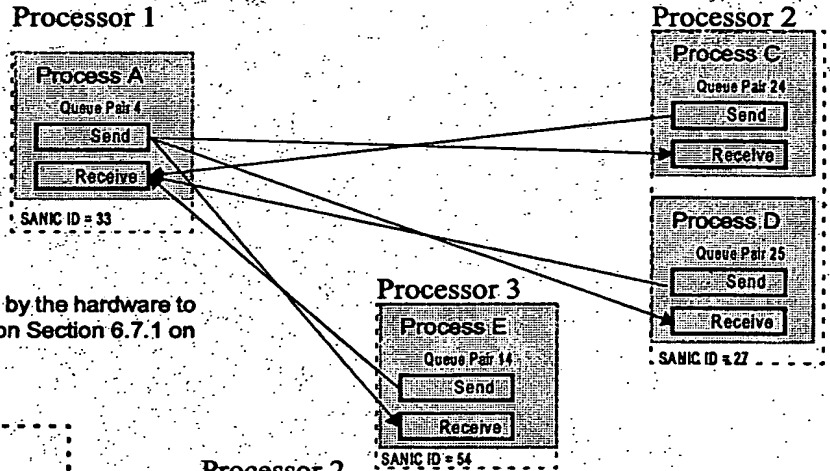 Processor 1
Process A
Queue Pair 4
Send
Receive
SANIC ID = 33
Processor 2
Process C
Queue Pair 24
Send
Receive
Process D
Queue Pair 25
Send
Receive
SANIC ID = 27
by the hardware to
on Section 6.7.1 on
Processor 3
Process E
Queue Pair 14
Send
Receive
SANIC ID = 54
Processor 2